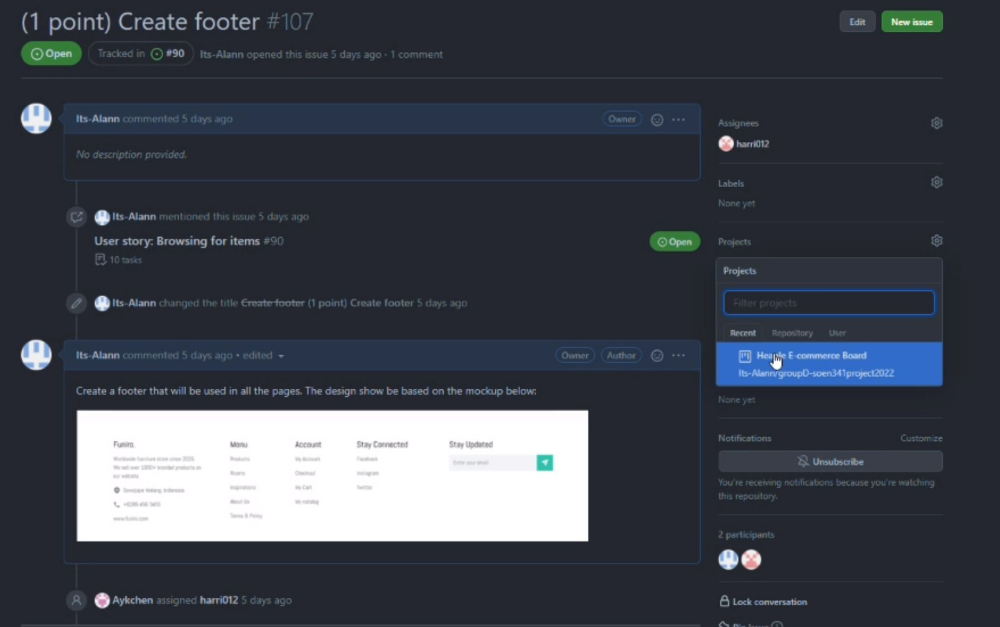 (1 point) Create footer #107
Edit
New issue
Open
Tracked in #90
Its-Alann opened this issue 5 days ago · 1 comment
Its-Alann commented 5 days ago
Owner
No description provided.
Its-Alann mentioned this issue 5 days ago
User story: Browsing for items #90
Open
10 tasks
Its-Alann changed the title Create footer (1 point) Create footer 5 days ago
Its-Alann commented 5 days ago • edited
Owner
Author
Create a footer that will be used in all the pages. The design show be based on the mockup below:
Funiro.
Worldwide furniture store since 2020.
We sell over 1000+ branded products on
our website
Sawojajar Malang, Indonesia
www.funiro.com
Menu
Products
Rooms
Inspirations
About Us
Terms & Policy
Account
My Account
Checkout
My Cart
My catalog
Stay Connected
Facebook
Instagram
Twitter
Stay Updated
Enter your email
Aykchen assigned harri012 5 days ago
Assignees
harri012
Labels
None yet
Projects
Projects
Filter projects
Recent
Repository
User
E-commerce Board
Its-Alann/groupD-soen341project2022
None yet
Notifications
Customize
Unsubscribe
You're receiving notifications because you're watching
this repository.
2 participants
Lock conversation
Pin issue